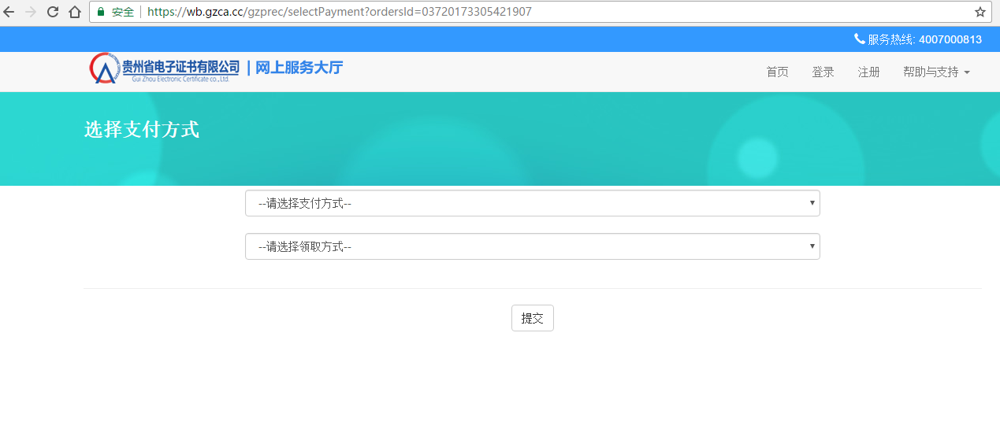 安全 https://wb.gzca.cc/gzprec/selectPayment?ordersId=03720173305421907
服务热线: 4007000813
贵州省电子证书有限公司 | 网上服务大厅
Gui Zhou Electronic Certificate co.,Ltd.
首页 登录 注册 帮助与支持
选择支付方式
--请选择支付方式--
--请选择领取方式--
提交